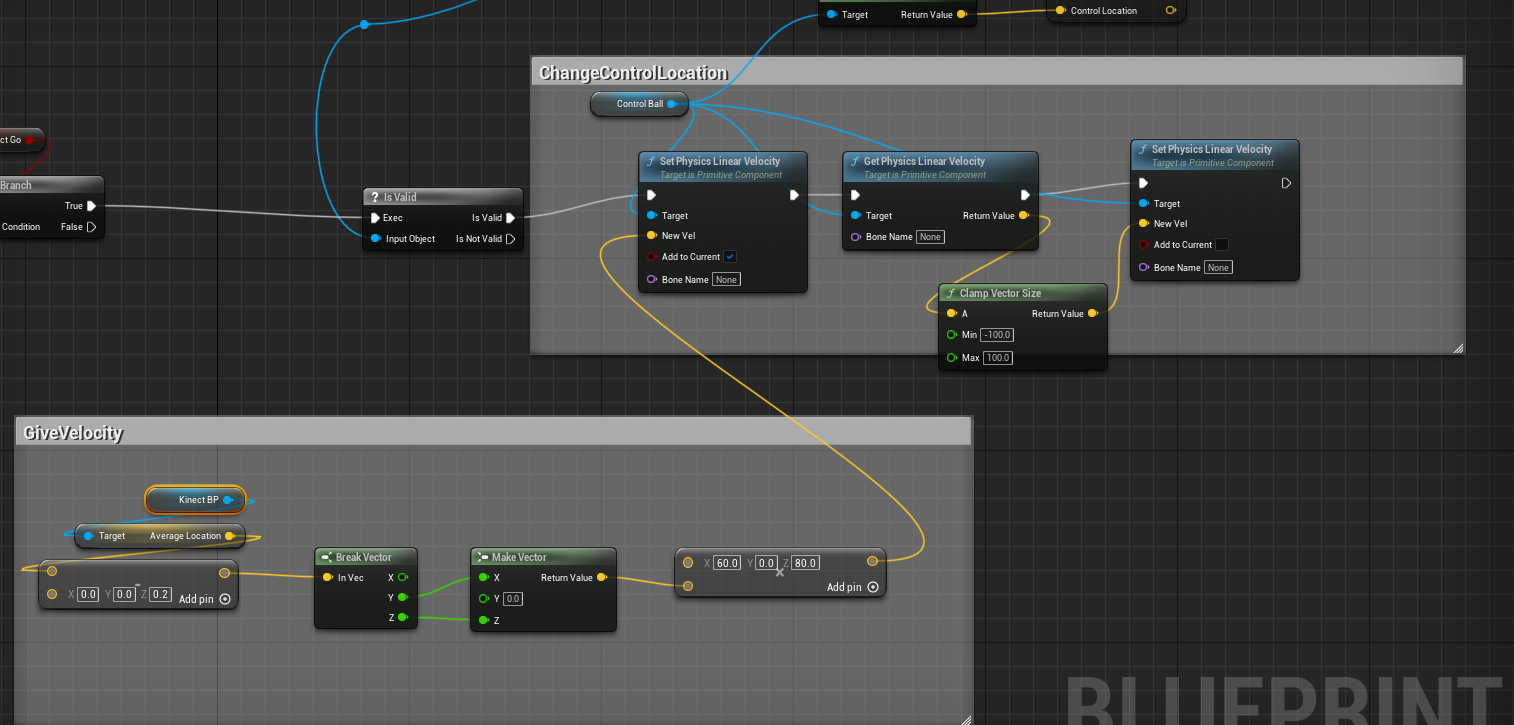 Target Return Value
Control Location
ChangeControlLocation
Control Ball
ct Go
Branch
True
Condition False
? Is Valid
Exec Is Valid
Input Object Is Not Valid
f Set Physics Linear Velocity
Target is Primitive Component
Target
New Vel
Add to Current
Bone Name None
f Get Physics Linear Velocity
Target is Primitive Component
Target Return Value
Bone Name None
f Set Physics Linear Velocity
Target is Primitive Component
Target
New Vel
Add to Current
Bone Name None
f Clamp Vector Size
A Return Value
Min -100.0
Max 100.0
GiveVelocity
Kinect BP
Target Average Location
-
X 0.0 Y 0.0 Z 0.2 Add pin
Break Vector
In Vec X
Y
Z
Make Vector
X Return Value
Y 0.0
Z
X 60.0 Y 0.0 Z 80.0
×
Add pin
BLUEPRINT